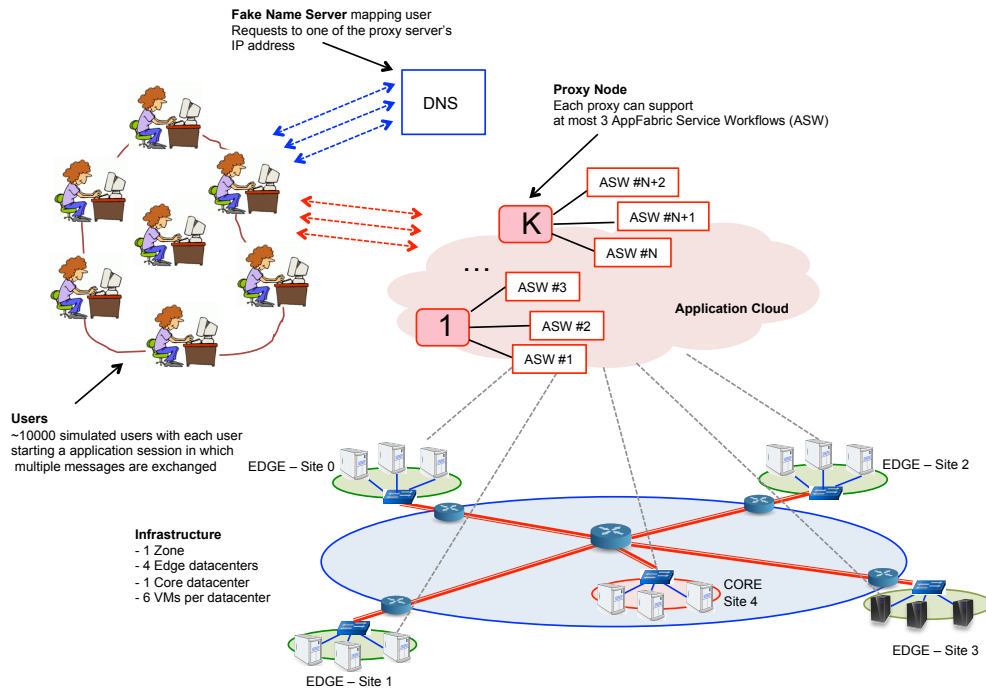 Fake Name Server mapping user
Requests to one of the proxy server's
IP address
DNS
Proxy Node
Each proxy can support
at most 3 AppFabric Service Workflows (ASW)
ASW #N+2
ASW #N+1
ASW #N
K
...
ASW #3
ASW #2
ASW #1
1
Application Cloud
Users
~10000 simulated users with each user
starting a application session in which
multiple messages are exchanged
EDGE – Site 0
EDGE – Site 2
Infrastructure
- 1 Zone
- 4 Edge datacenters
- 1 Core datacenter
- 6 VMs per datacenter
CORE
Site 4
EDGE – Site 3
EDGE – Site 1